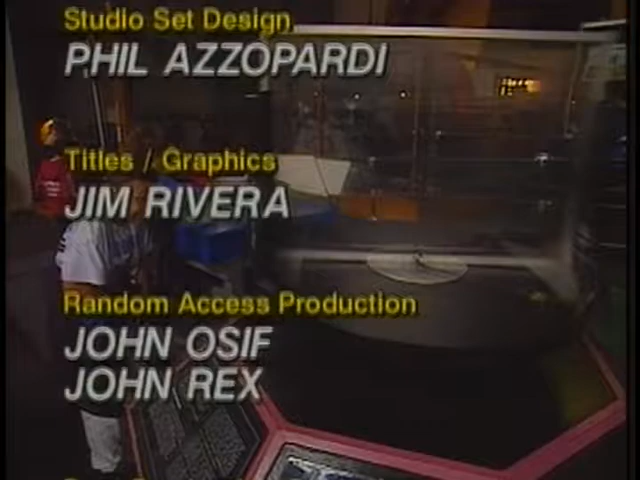 Studio Set Design
PHIL AZZOPARDI
Titles / Graphics
JIM RIVERA
Random Access Production
JOHN OSIF
JOHN REX